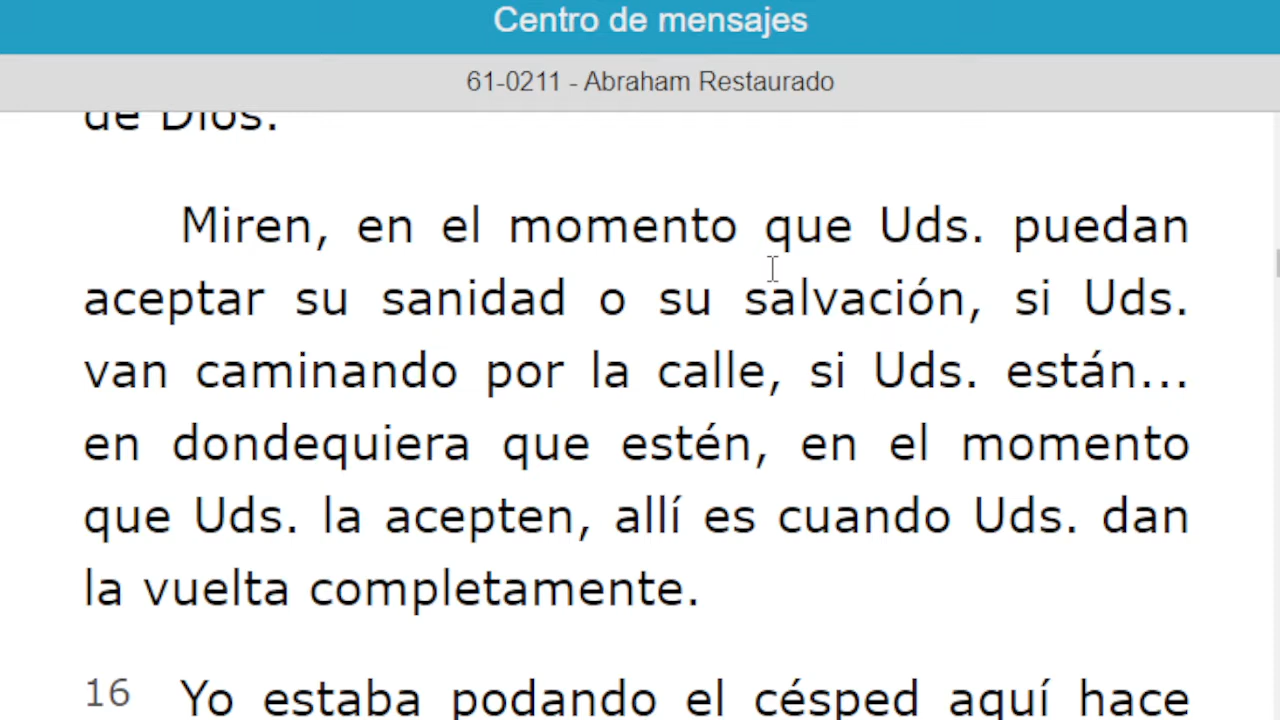 Centro de mensajes
61-0211 - Abraham Restaurado
de Dios.
Miren, en el momento que Uds. puedan
aceptar su sanidad o su salvación, si Uds.
van caminando por la calle, si Uds. están...
en dondequiera que estén, en el momento
que Uds. la acepten, allí es cuando Uds. dan
la vuelta completamente.
16 Yo estaba podando el césped aquí hace